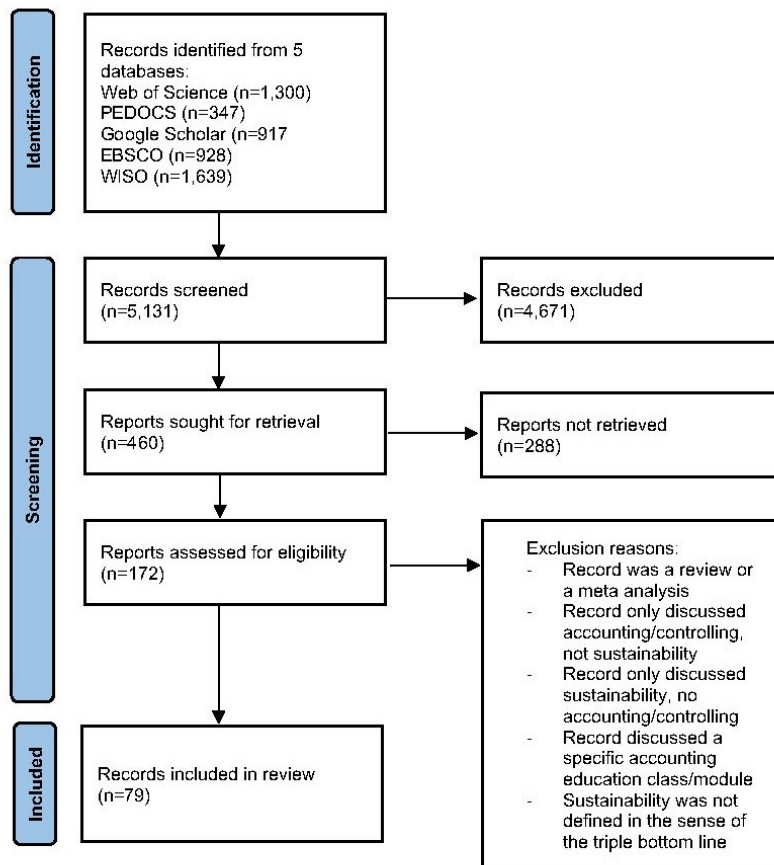 Identification
Records identified from 5
databases:
Web of Science (n=1,300)
PEDOCS (n=347)
Google Scholar (n=917
EBSCO (n=928)
WISO (n=1,639)
Screening
Records screened
(n=5,131)
Records excluded
(n=4,671)
Reports sought for retrieval
(n=460)
Reports not retrieved
(n=288)
Reports assessed for eligibility
(n=172)
Exclusion reasons:
- Record was a review or
a meta analysis
- Record only discussed
accounting/controlling,
not sustainability
- Record only discussed
sustainability, no
accounting/controlling
- Record discussed a
specific accounting
education class/module
- Sustainability was not
defined in the sense of
the triple bottom line
Included
Records included in review
(n=79)